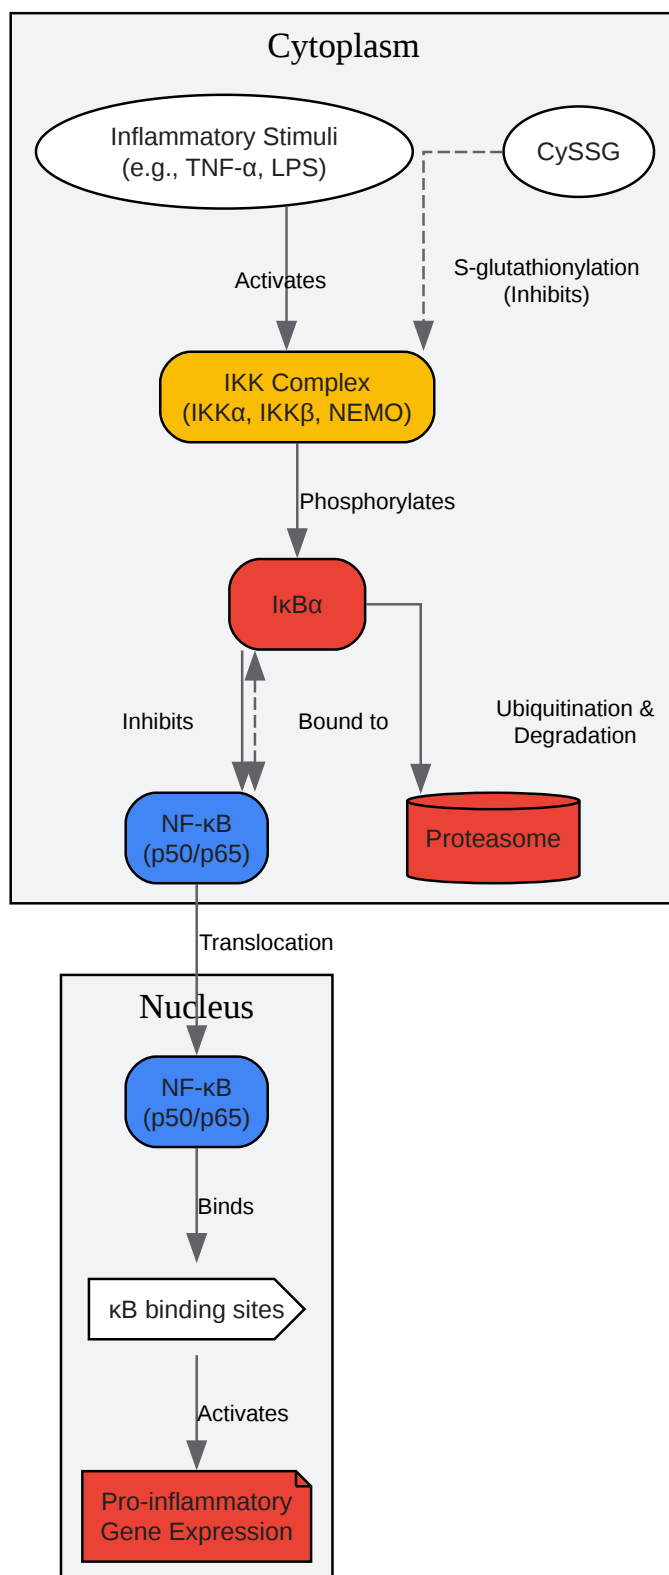 Cytoplasm
Inflammatory Stimuli
(e.g., TNF-α, LPS)
CySSG
Activates
S-glutathionylation
(Inhibits)
IKK Complex
(IKKα, IKKβ, NEMO)
Phosphorylates
IκBα
Inhibits
Bound to
Ubiquitination &
Degradation
NF-κB
(p50/p65)
Proteasome
Translocation
Nucleus
NF-κB
(p50/p65)
Binds
κB binding sites
Activates
Pro-inflammatory
Gene Expression